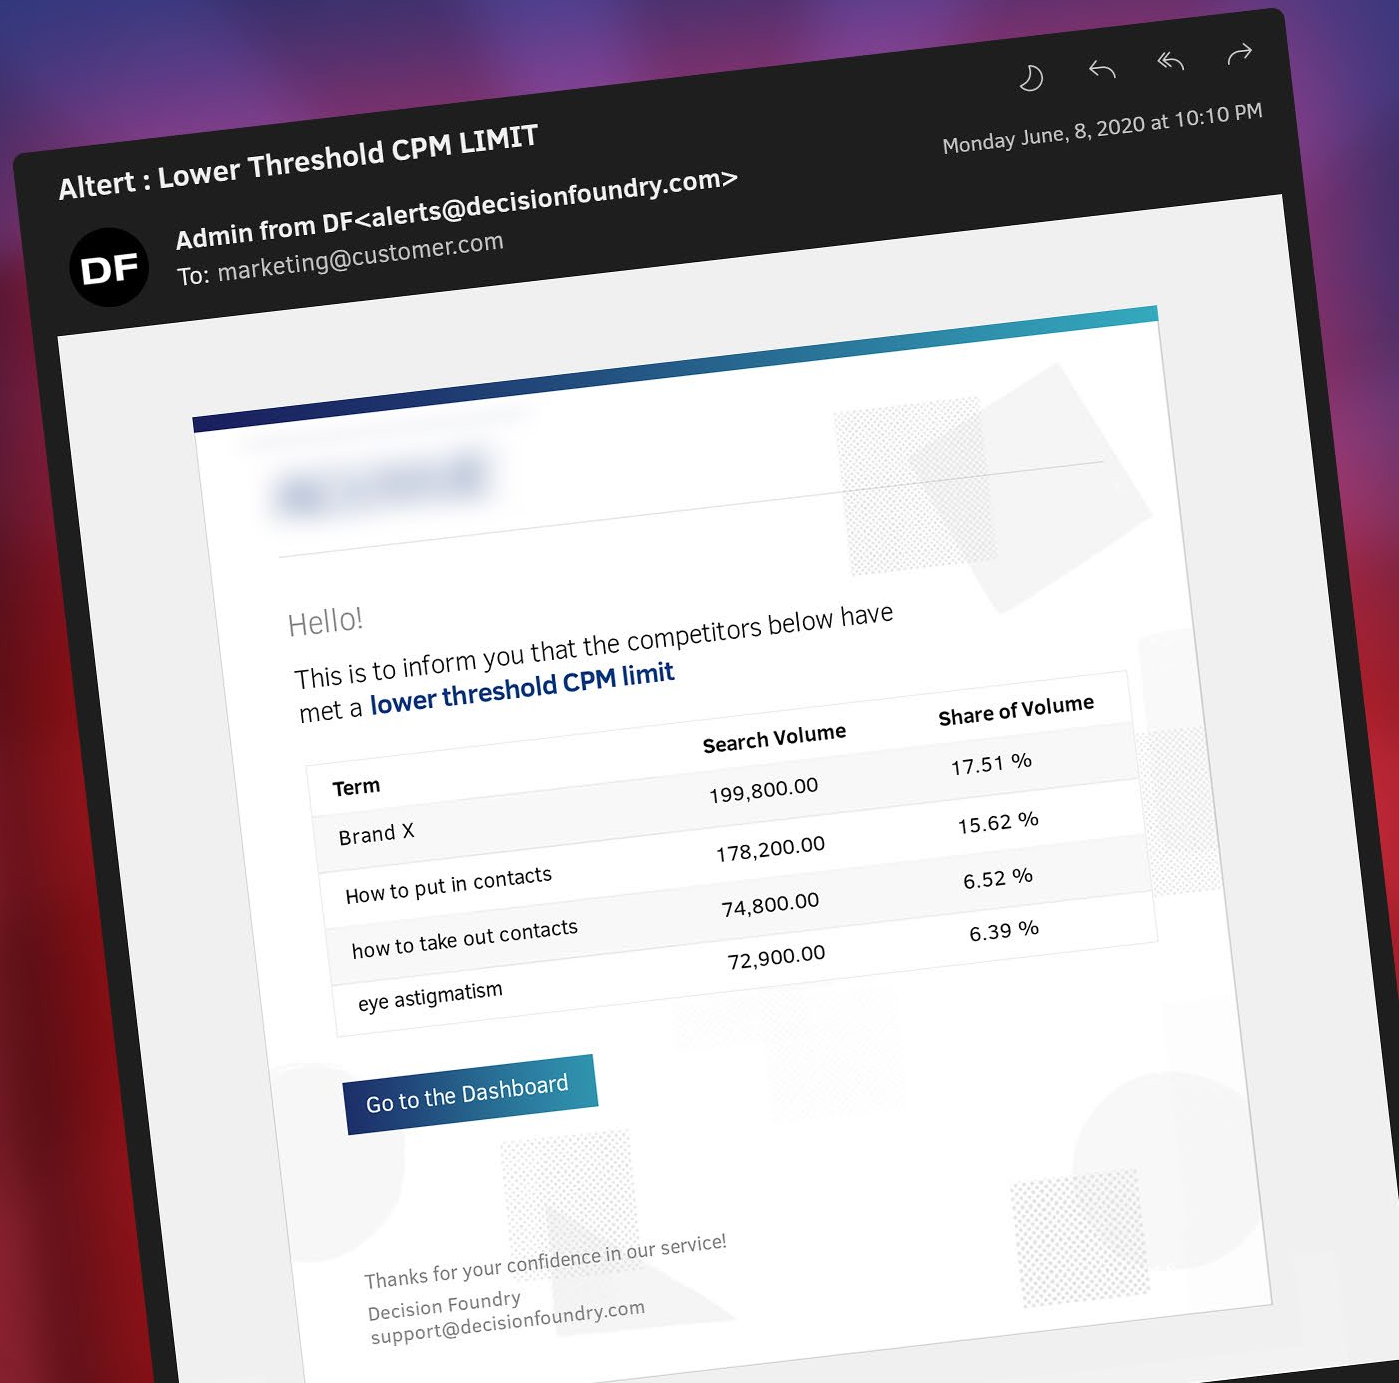 Altert : Lower Threshold CPM LIMIT
Monday June, 8, 2020 at 10:10 PM
DF
Admin from DF<alerts@decisionfoundry.com>
To: marketing@customer.com
Hello!
This is to inform you that the competitors below have
met a lower threshold CPM limit
Term Search Volume Share of Volume
Brand X 199,800.00 17.51 %
How to put in contacts 178,200.00 15.62 %
how to take out contacts 74,800.00 6.52 %
eye astigmatism 72,900.00 6.39 %
Go to the Dashboard
Thanks for your confidence in our service!
Decision Foundry
support@decisionfoundry.com